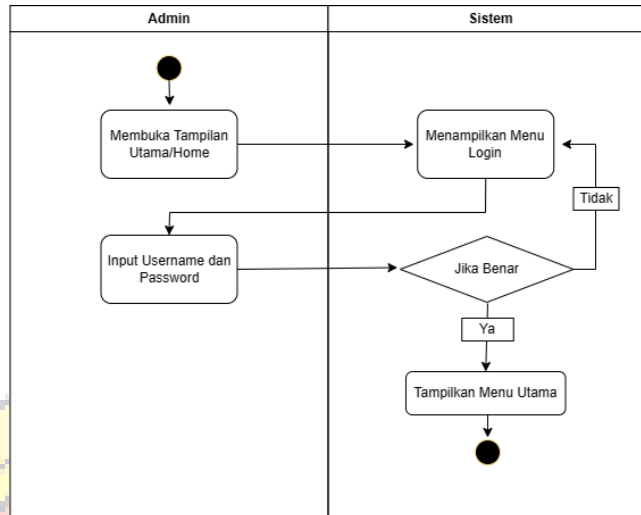 Admin
Sistem
Membuka Tampilan
Utama/Home
Menampilkan Menu
Login
Tidak
Input Username dan
Password
Jika Benar
Ya
Tampilkan Menu Utama